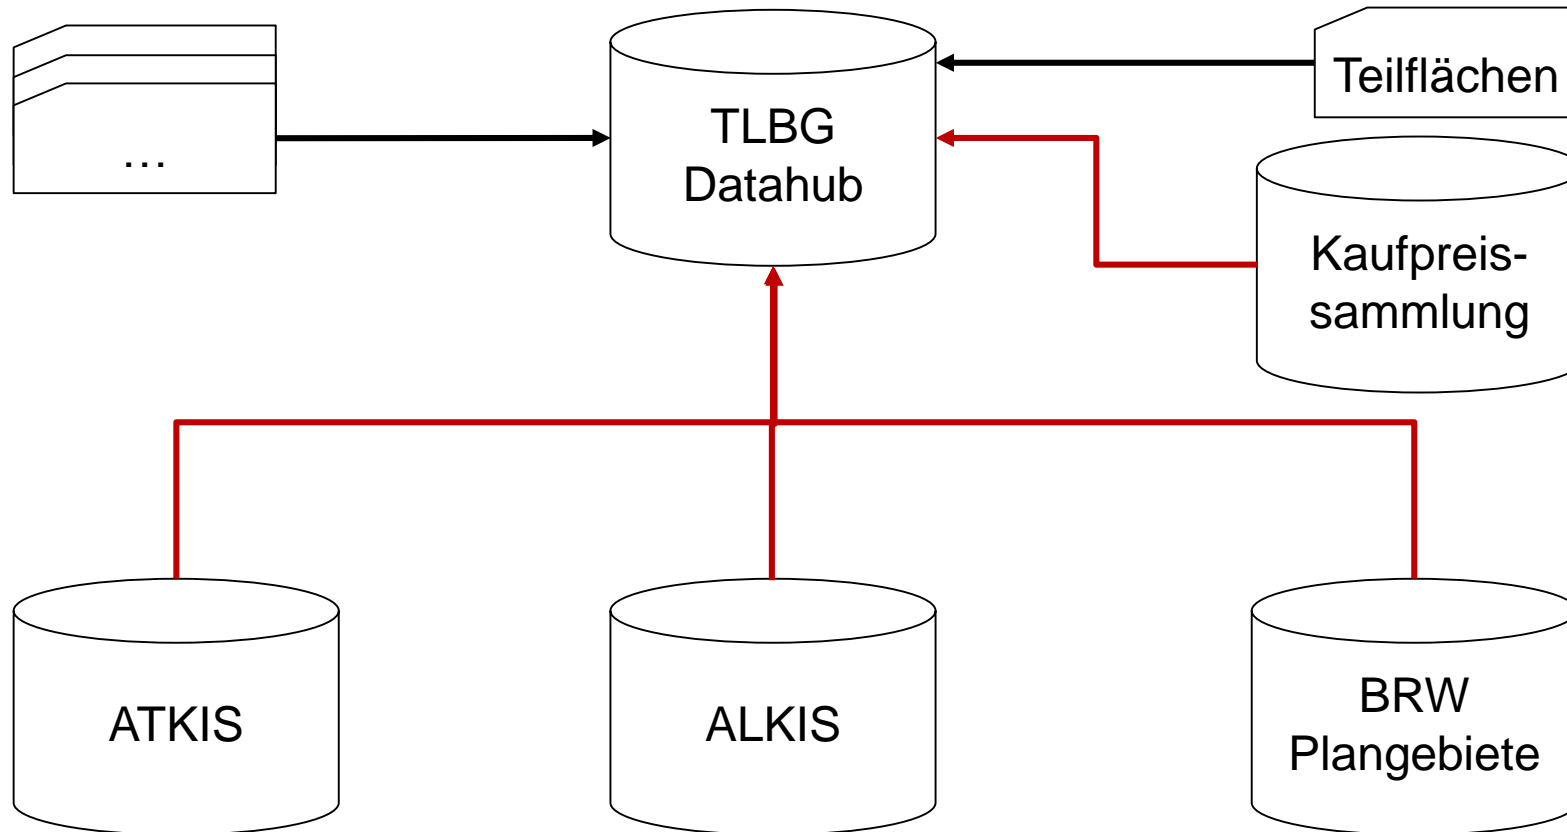 ...
TLBG
Datahub
Teilflächen
Kaufpreis-
sammlung
ATKIS
ALKIS
BRW
Plangebiete